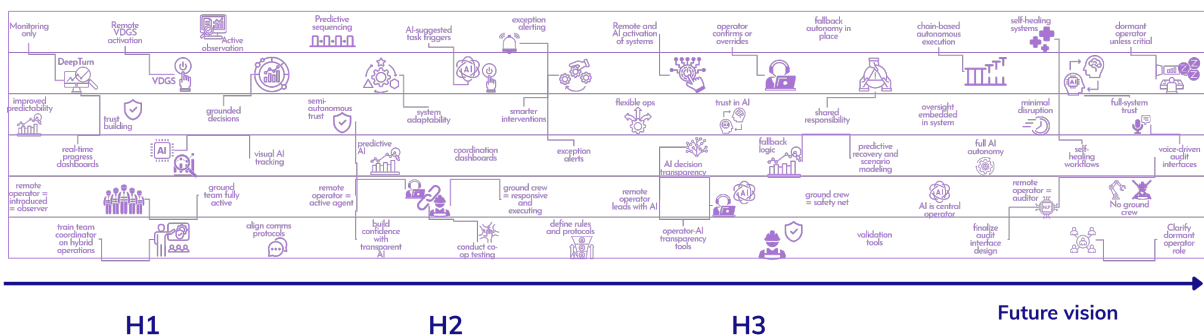 Monitpring
only
Remote
VDGS
activation
Active
observation
Predictive
sequencing
AI-suggested
task triggers
exception
alerting
Remote and
AI activation
of systems
operator
confirms or
overrides
fallback
autonomy in
place
chain-based
autonomous
execution
self-healing
systems
dormant
operator
unless critial
DeepTurn
VDGS
AI
AI
improved
predictability
trust
building
grounded
decisions
semi-
autonomous
trust
system
adaptability
smarter
interventions
flexible ops
trust in AI
shared
responsibility
oversight
embedded
in system
minimal
disruption
full-system
trust
real-time
progress
dashboards
AI
visual AI
tracking
predictive
AI
coordination
dashboards
exception
alerts
AI decision
transparency
fallback
logic
predictive
recovery and
scenario
modeling
full AI
autonomy
self-
healing
workflows
voice-driven
audit
interfaces
remote
operator =
introduced
= observer
ground
team fully
active
remote
operator =
active agent
ground crew
= responsive
and
executing
remote
operator
leads with AI
ground crew
= safety net
AI is central
operator
remote
operator =
auditor
No ground
crew
train team
coordinator
on hybrid
operations
align comms
protocols
build
confidence
with
transparent
AI
conduct co-
op testing
define rules
and protocols
operator-AI
transparency
tools
validation
tools
finalize
audit
interface
design
Clarify
dormant
operator
role
H1
H2
H3
Future vision